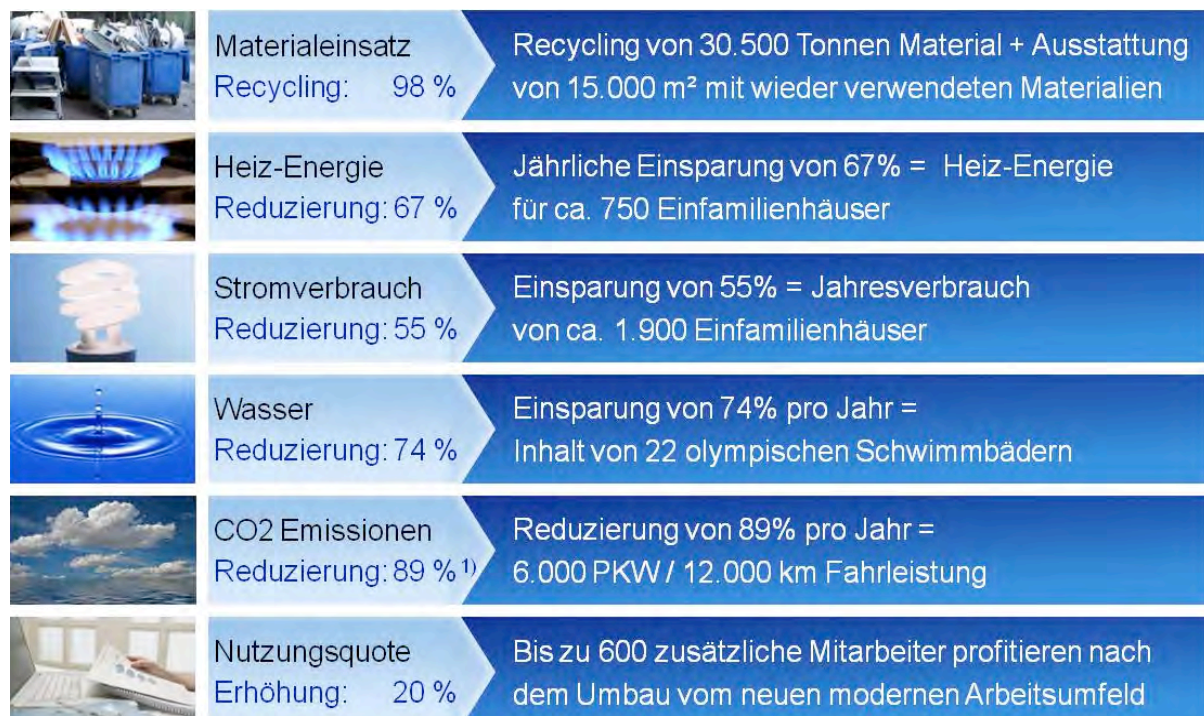 Materialeinsatz
Recycling: 98 %
Recycling von 30.500 Tonnen Material + Ausstattung
von 15.000 m² mit wieder verwendeten Materialien
Heiz-Energie
Reduzierung: 67 %
Jährliche Einsparung von 67% = Heiz-Energie
für ca. 750 Einfamilienhäuser
Stromverbrauch
Reduzierung: 55 %
Einsparung von 55% = Jahresverbrauch
von ca. 1.900 Einfamilienhäuser
Wasser
Reduzierung: 74 %
Einsparung von 74% pro Jahr =
Inhalt von 22 olympischen Schwimmbädern
CO2 Emissionen
Reduzierung: 89 % ¹⁾
Reduzierung von 89% pro Jahr =
6.000 PKW / 12.000 km Fahrleistung
Nutzungsquote
Erhöhung: 20 %
Bis zu 600 zusätzliche Mitarbeiter profitieren nach
dem Umbau vom neuen modernen Arbeitsumfeld